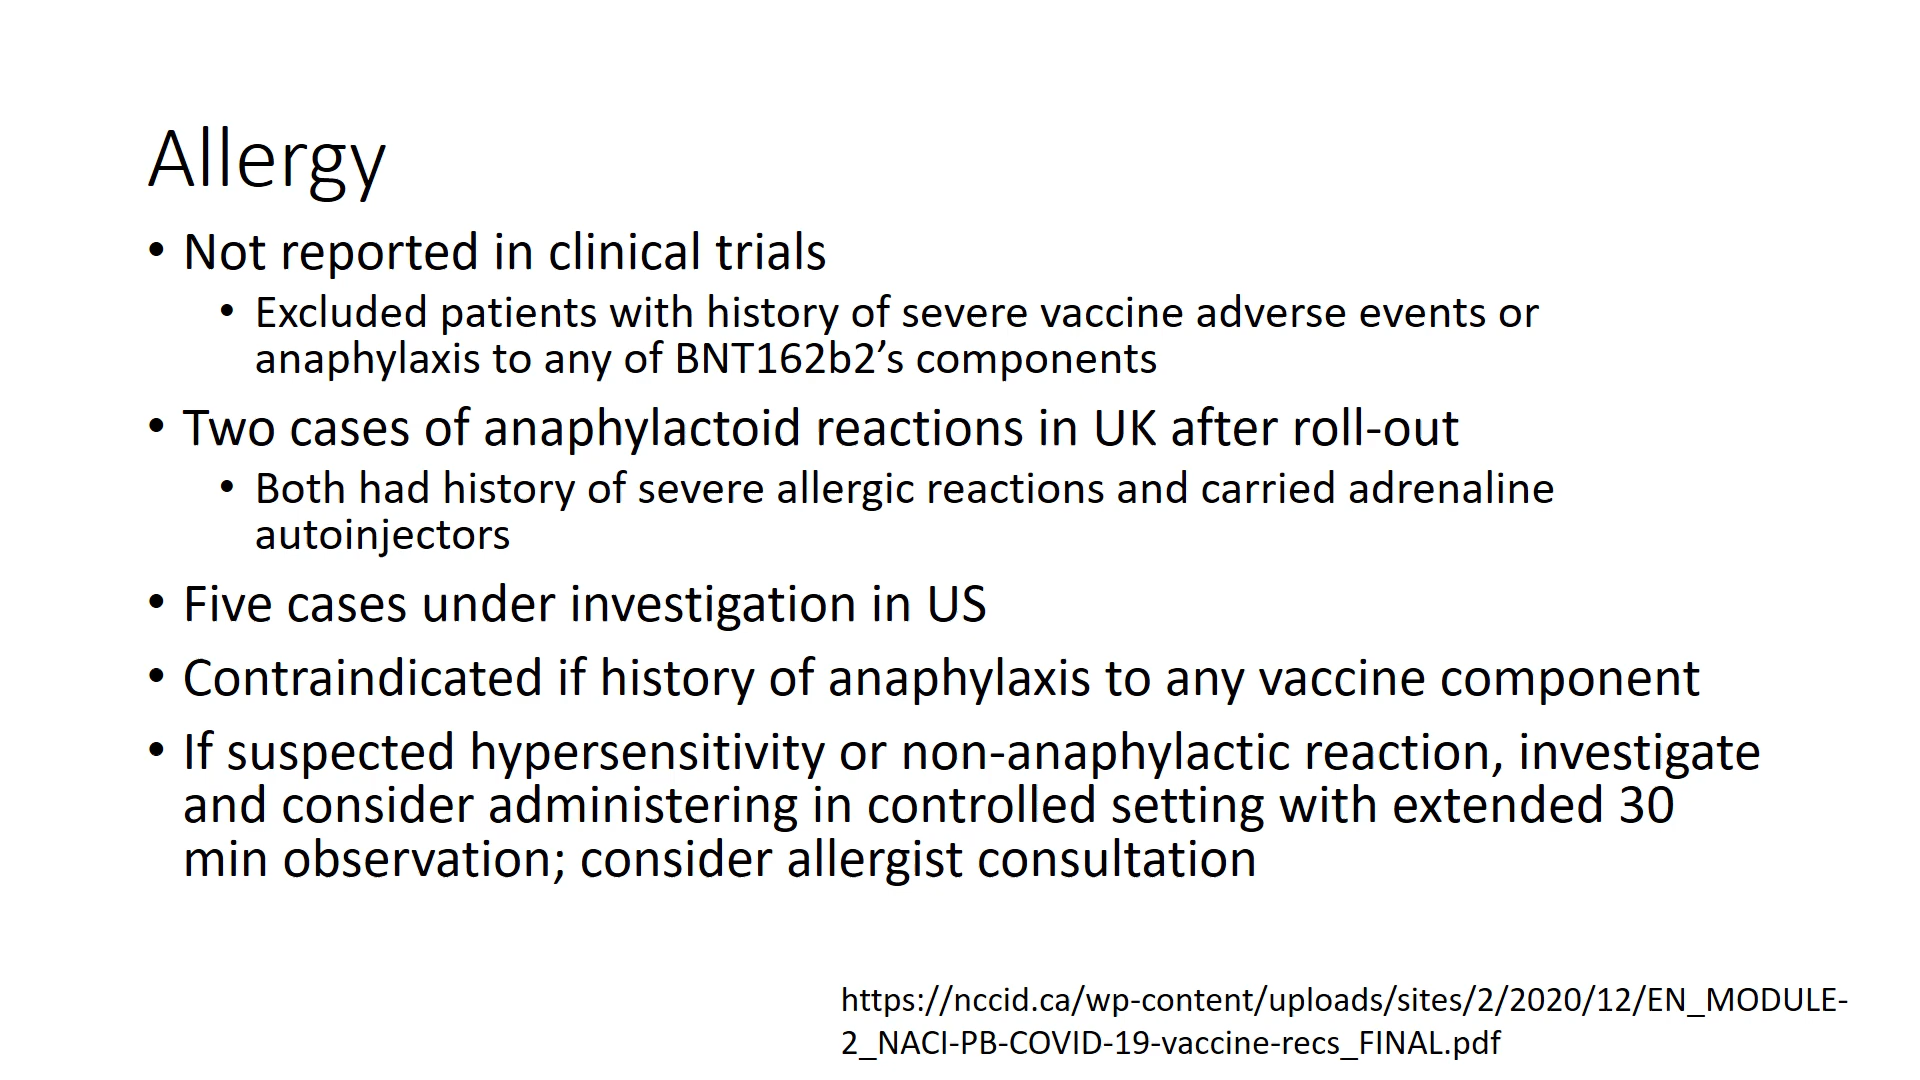 Allergy
• Not reported in clinical trials
• Excluded patients with history of severe vaccine adverse events or
anaphylaxis to any of BNT162b2’s components
• Two cases of anaphylactoid reactions in UK after roll-out
• Both had history of severe allergic reactions and carried adrenaline
autoinjectors
• Five cases under investigation in US
• Contraindicated if history of anaphylaxis to any vaccine component
• If suspected hypersensitivity or non-anaphylactic reaction, investigate
and consider administering in controlled setting with extended 30
min observation; consider allergist consultation
https://nccid.ca/wp-content/uploads/sites/2/2020/12/EN_MODULE-
2_NACI-PB-COVID-19-vaccine-recs_FINAL.pdf